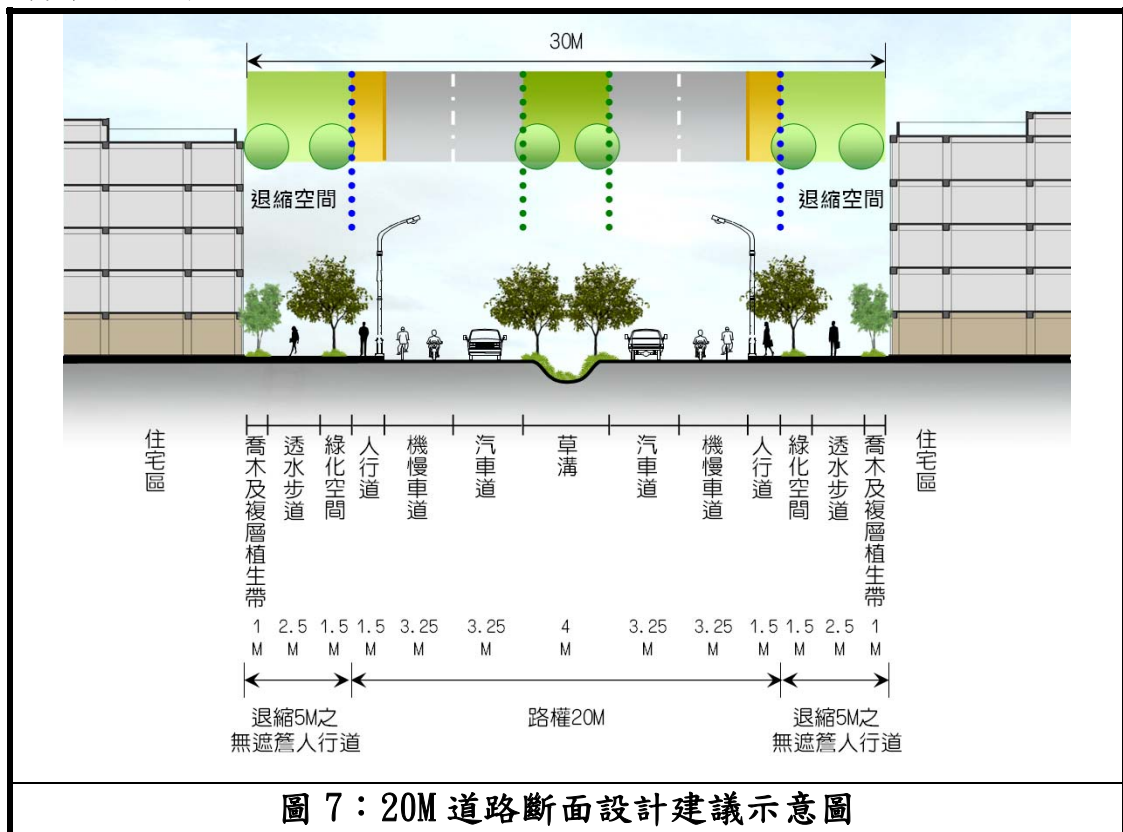 30M
退縮空間
退縮空間
住宅區
喬木及複層植生帶
透水步道
綠化空間
人行道
機慢車道
汽車道
草溝
汽車道
機慢車道
人行道
綠化空間
透水步道
喬木及複層植生帶
住宅區
1 2.5 1.5 1.5 3.25 3.25 4 3.25 3.25 1.5 1.5 2.5 1
M M M M M M M M M M M M M
退縮5M之
無遮簷人行道
路權20M
退縮5M之
無遮簷人行道
圖 7：20M 道路斷面設計建議示意圖